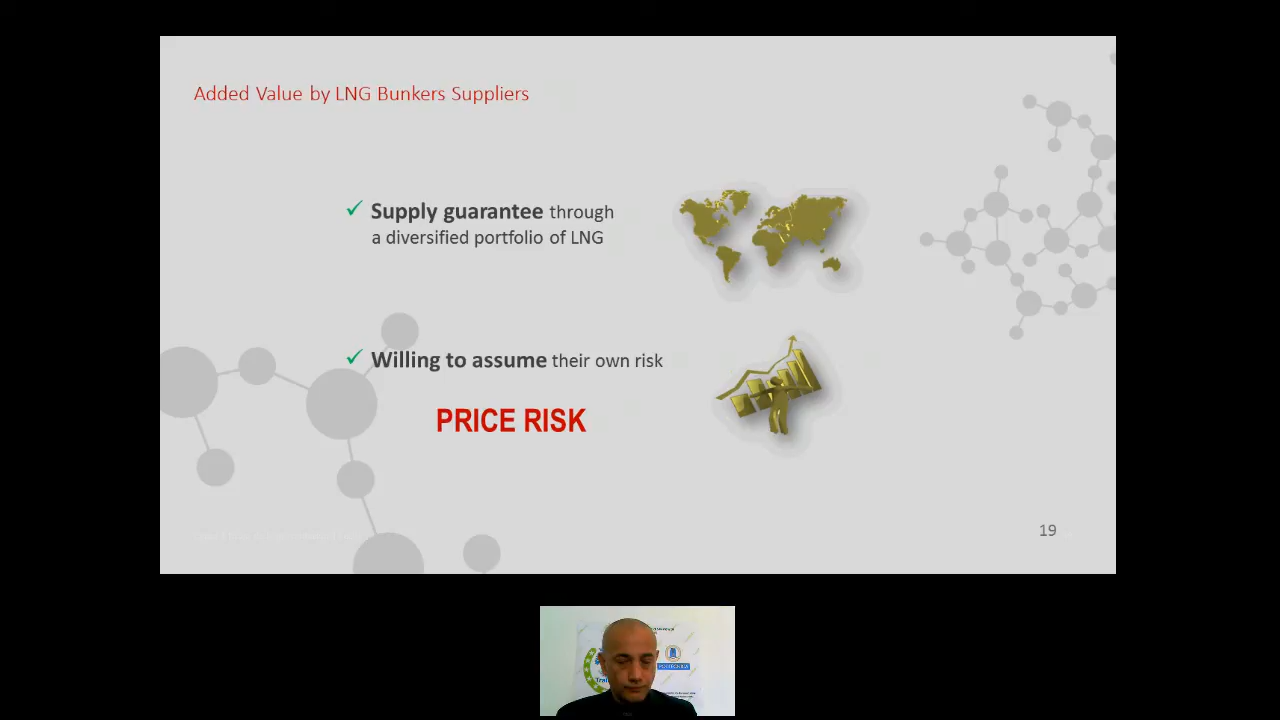 Added Value by LNG Bunkers Suppliers
✓ Supply guarantee through
a diversified portfolio of LNG
✓ Willing to assume their own risk
PRICE RISK
19